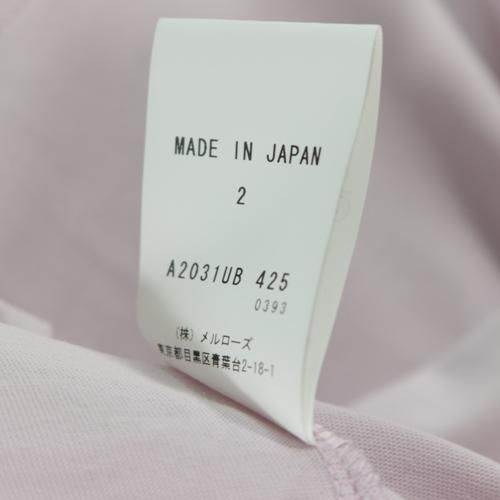 MADE IN JAPAN
2
A2031UB 425
0393
(株) メルローズ
東京都目黒区青葉台2-18-1